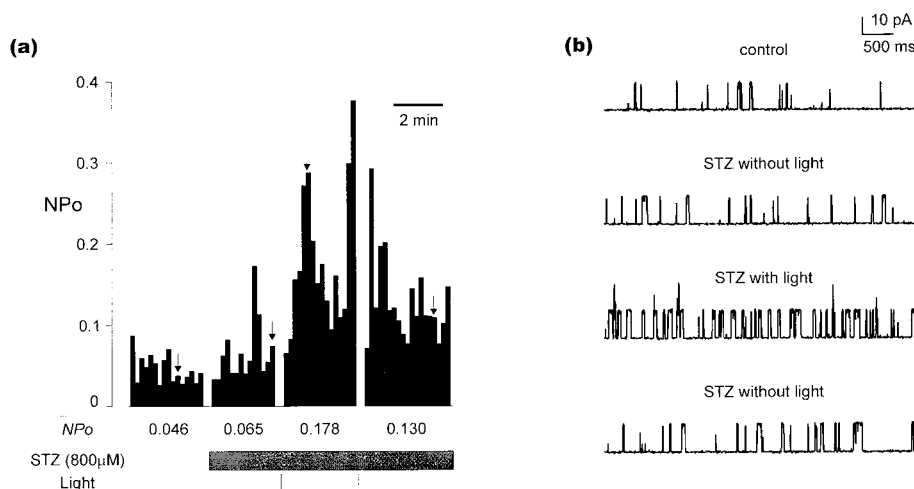 (a)
0.4
0.3
0.2
0.1
0
NPo
2 min
NPo 0.046 0.065 0.178 0.130
STZ (800µM)
Light
(b)
10 pA
500 ms
control
STZ without light
STZ with light
STZ without light